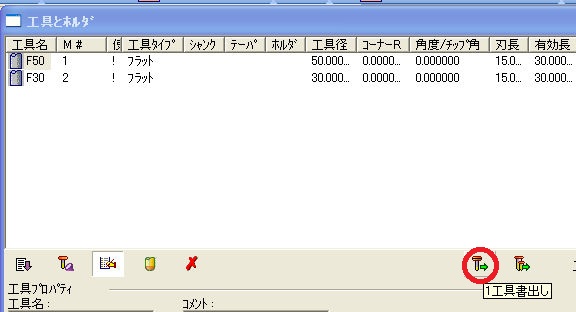 工具とﾎﾙﾀﾞ
工具名 M # 使 工具ﾀｲﾌﾟ ｼｬﾝｸ ﾃｰﾊﾟ ﾎﾙﾀﾞ 工具径 ｺｰﾅｰR 角度/ﾁｯﾌﾟ角 刃長 有効長
F50 1 ! ﾌﾗｯﾄ 50.000... 0.0000... 0.000000 15.0... 30.000...
F30 2 ! ﾌﾗｯﾄ 30.000... 0.0000... 0.000000 15.0... 30.000...
工具ﾌﾟﾛﾊﾟﾃｨ
1工具書出し
工具名 : ｺﾒﾝﾄ :